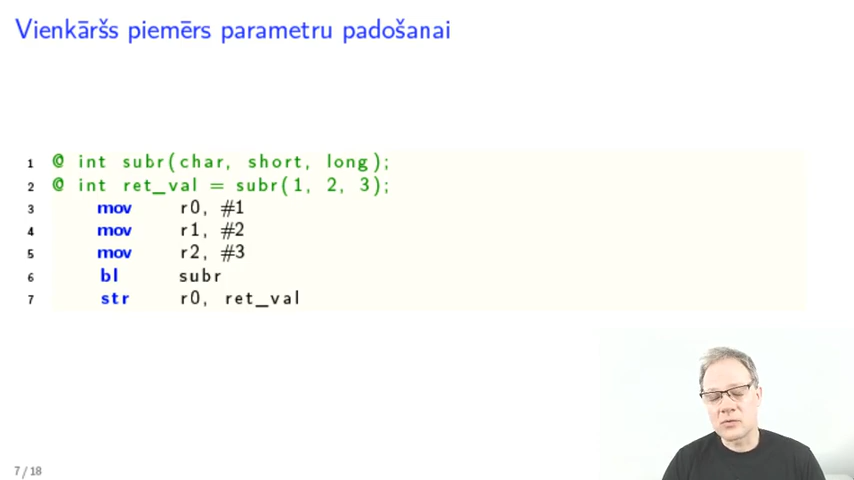 Vienkāršs piemērs parametru padošanai
1 @ int subr(char, short, long);
2 @ int ret_val = subr(1, 2, 3);
3 mov r0, #1
4 mov r1, #2
5 mov r2, #3
6 bl subr
7 str r0, ret_val
7 / 18